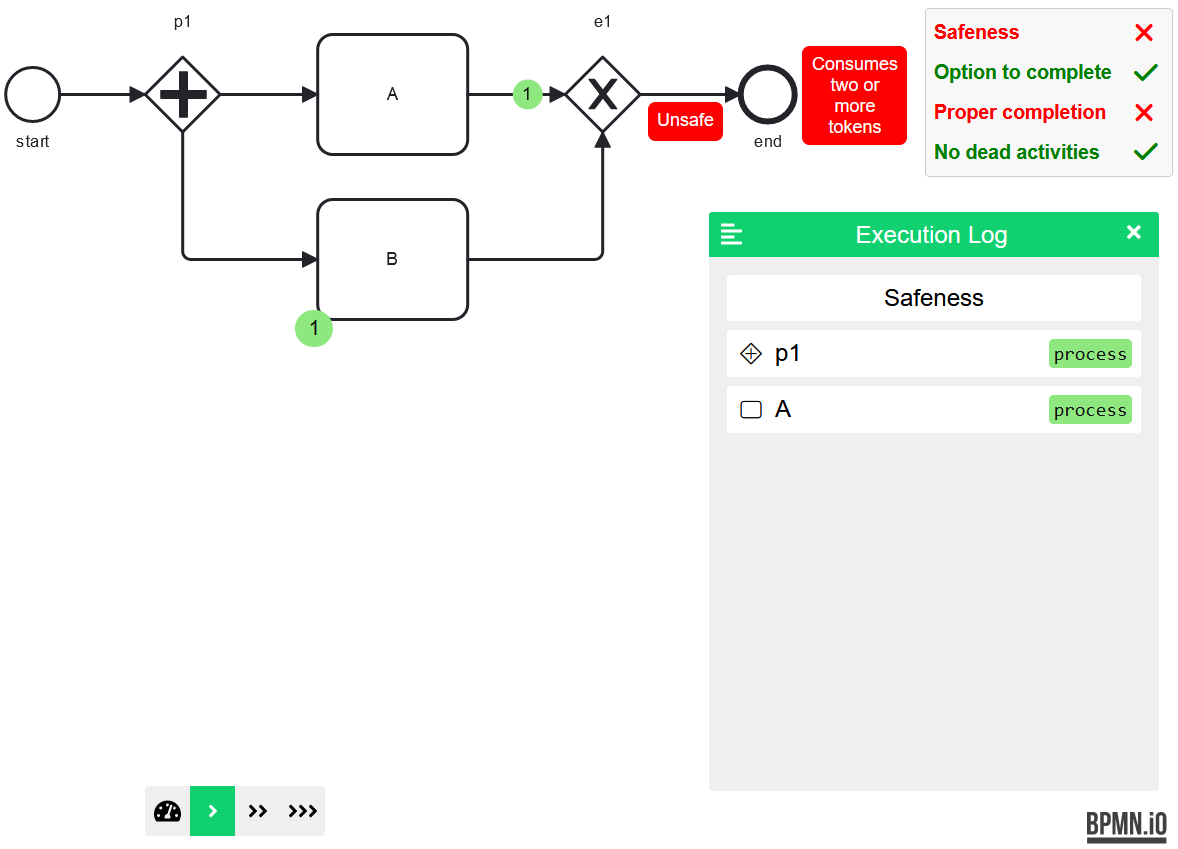 p1
e1
A
1
start
Unsafe
end
Consumes
two or
more
tokens
Safeness
Option to complete
Proper completion
No dead activities
B
1
Execution Log
Safeness
p1 process
A process
BPMN.iO